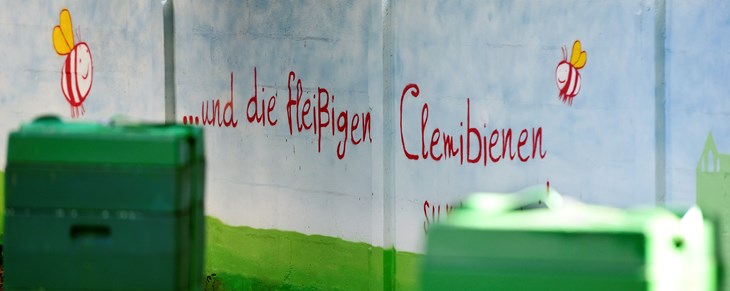 ...und die fleißigen Clemibienen